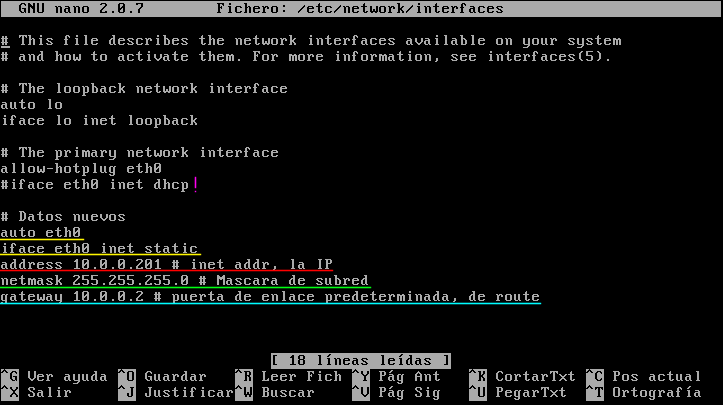 GNU nano 2.0.7 Fichero: /etc/network/interfaces
# This file describes the network interfaces available on your system
# and how to activate them. For more information, see interfaces(5).
# The loopback network interface
auto lo
iface lo inet loopback
# The primary network interface
allow-hotplug eth0
#iface eth0 inet dhcp!
# Datos nuevos
auto eth0
iface eth0 inet static
address 10.0.0.201 # inet addr, la IP
netmask 255.255.255.0 # Mascara de subred
gateway 10.0.0.2 # puerta de enlace predeterminada, de route
[ 18 líneas leídas ]
^G Ver ayuda ^O Guardar ^R Leer Fich ^Y Pág Ant ^K CortarTxt ^C Pos actual
^X Salir ^J Justificar ^W Buscar ^V Pág Sig ^U PegarTxt ^T Ortografía